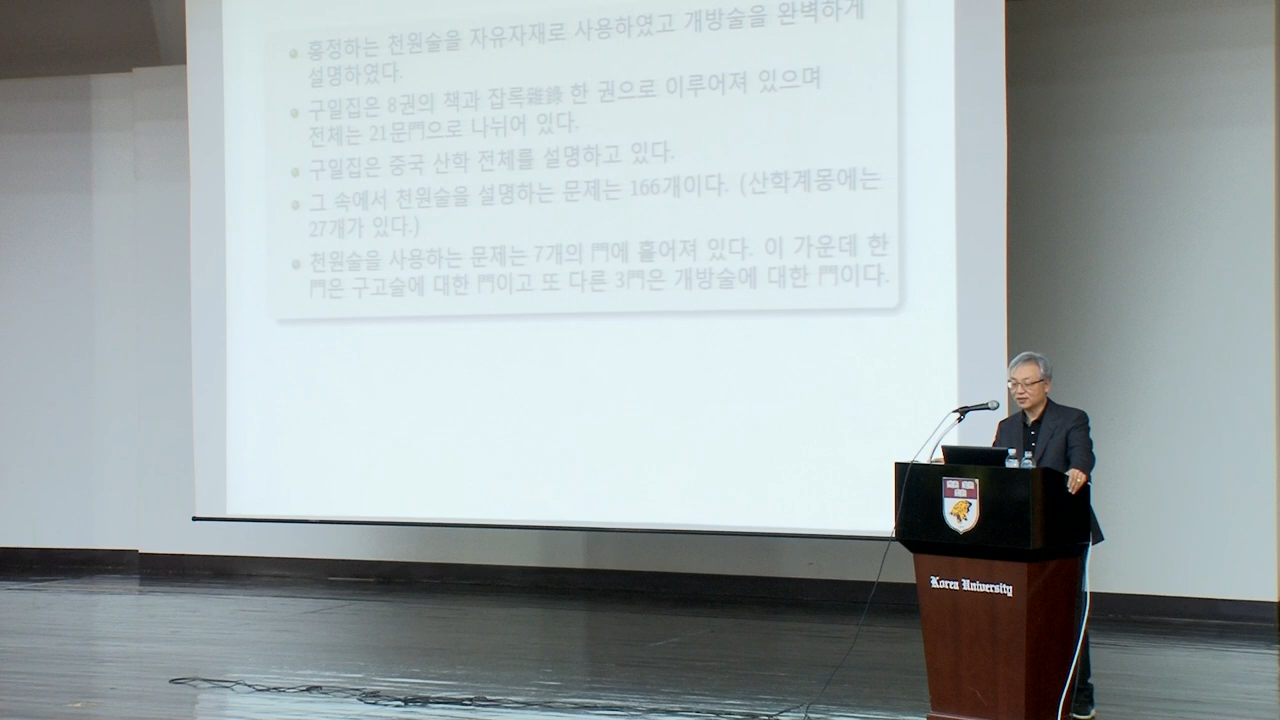 홍정하는 천원술을 자유자재로 사용하였고 개방술을 완벽하게
설명하였다.
구일집은 8권의 책과 잡록雜錄 한 권으로 이루어져 있으며
전체는 21문門으로 나뉘어 있다.
구일집은 중국 산학 전체를 설명하고 있다.
그 속에서 천원술을 설명하는 문제는 166개이다. (산학계몽에는
27개가 있다.)
천원술을 사용하는 문제는 7개의 門에 흩어져 있다. 이 가운데 한
門은 구고술에 대한 門이고 또 다른 3門은 개방술에 대한 門이다.
Korea University